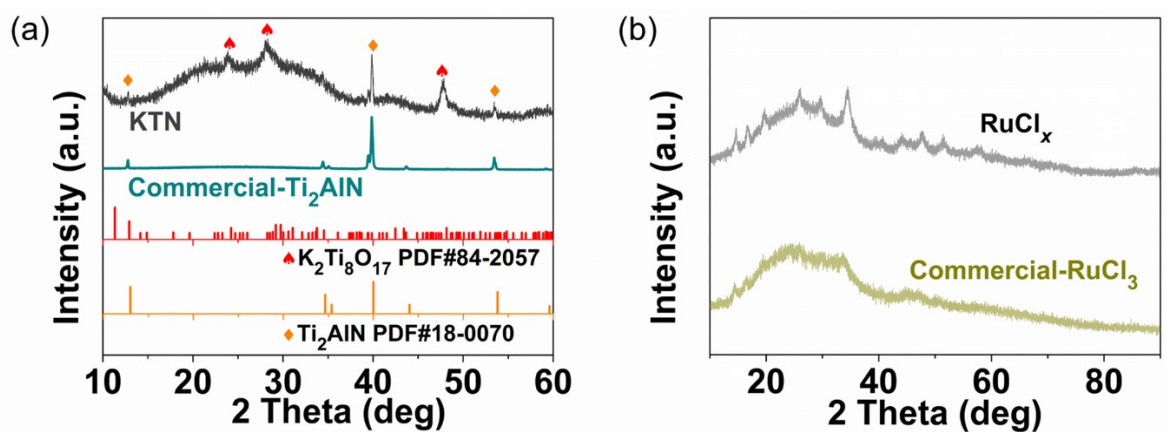 (a)
Intensity (a.u.)
KTN
Commercial-Ti₂AlN
K₂Ti₈O₁₇ PDF#84-2057
Ti₂AlN PDF#18-0070
10 20 30 40 50 60
2 Theta (deg)
(b)
Intensity (a.u.)
RuClₓ
Commercial-RuCl₃
20 40 60 80
2 Theta (deg)